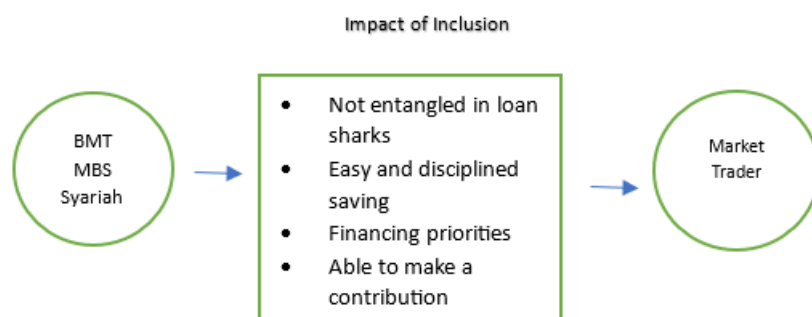 Impact of Inclusion
BMT
MBS
Syariah
• Not entangled in loan
sharks
• Easy and disciplined
saving
• Financing priorities
• Able to make a
contribution
Market
Trader